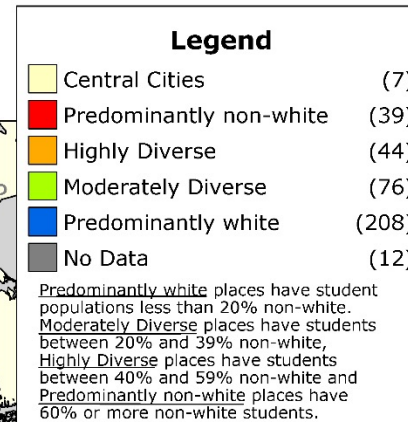 Legend
Central Cities (7)
Predominantly non-white (39)
Highly Diverse (44)
Moderately Diverse (76)
Predominantly white (208)
No Data (12)
Predominantly white places have student
populations less than 20% non-white.
Moderately Diverse places have students
between 20% and 39% non-white,
Highly Diverse places have students
between 40% and 59% non-white and
Predominantly non-white places have
60% or more non-white students.